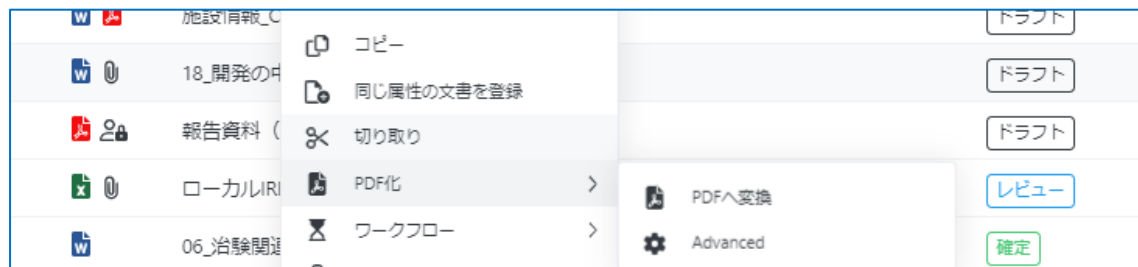 施設情報_C
ドラフト
コピー
18_開発の中
ドラフト
同じ属性の文書を登録
報告資料（
切り取り
ドラフト
ローカルIR
PDF化
PDFへ変換
レビュー
ワークフロー
06_治験関連
Advanced
確定